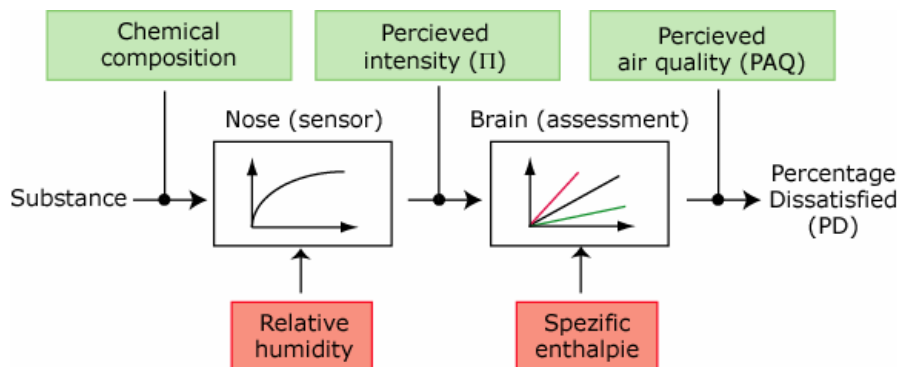 Chemical
composition
Percieved
intensity (Π)
Percieved
air quality (PAQ)
Nose (sensor)
Brain (assessment)
Substance
Percentage
Dissatisfied
(PD)
Relative
humidity
Spezific
enthalpie